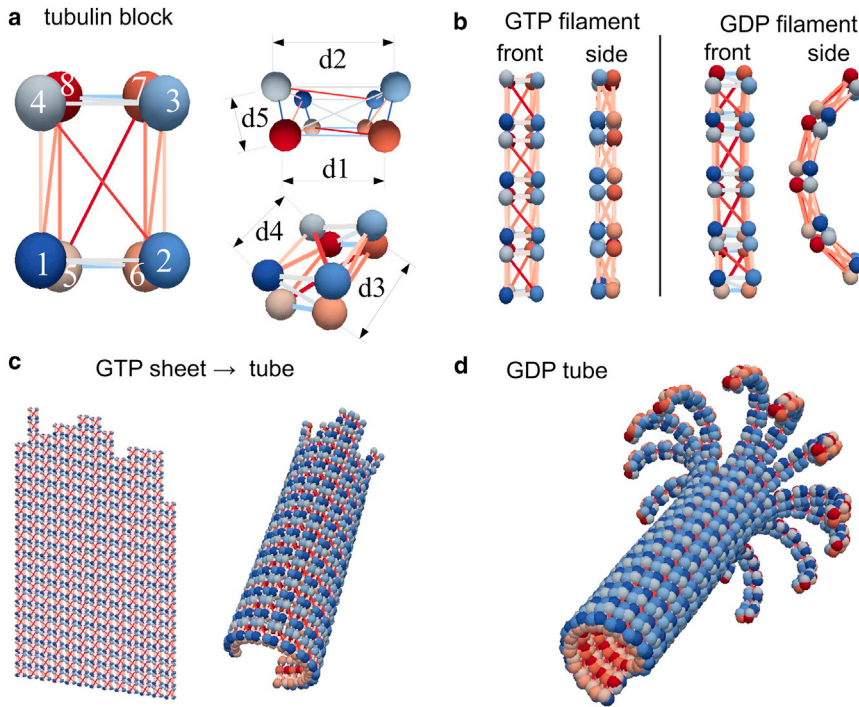 a tubulin block
4 8 7 3
1 5 6 2
d2
d5
d1
d4
d3
b GTP filament GDP filament
front side front side
c GTP sheet → tube
d GDP tube